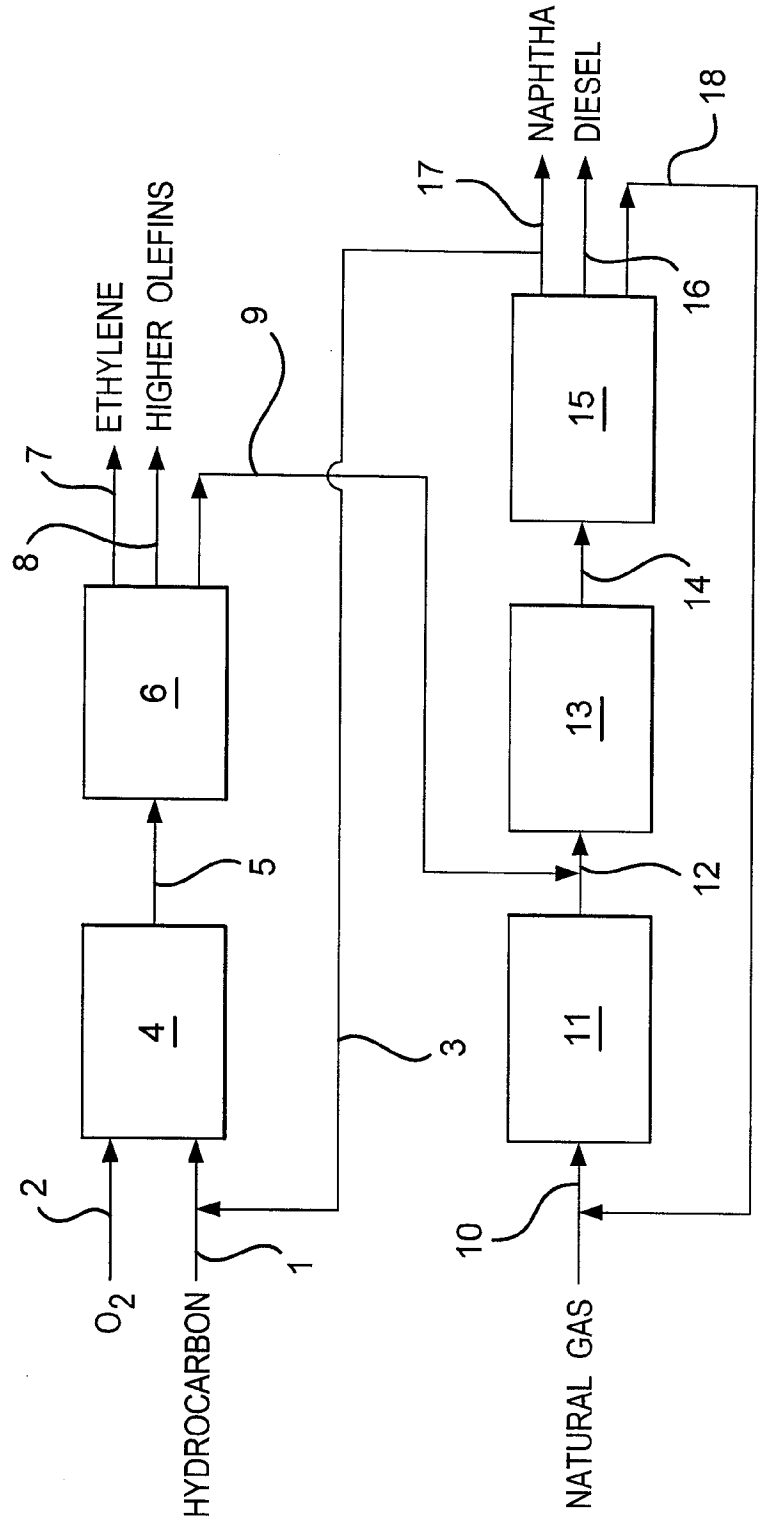 O2
2
HYDROCARBON
1
3
4
5
6
7
ETHYLENE
8
HIGHER OLEFINS
9
NATURAL GAS
10
11
12
13
14
15
16
DIESEL
17
NAPHTHA
18